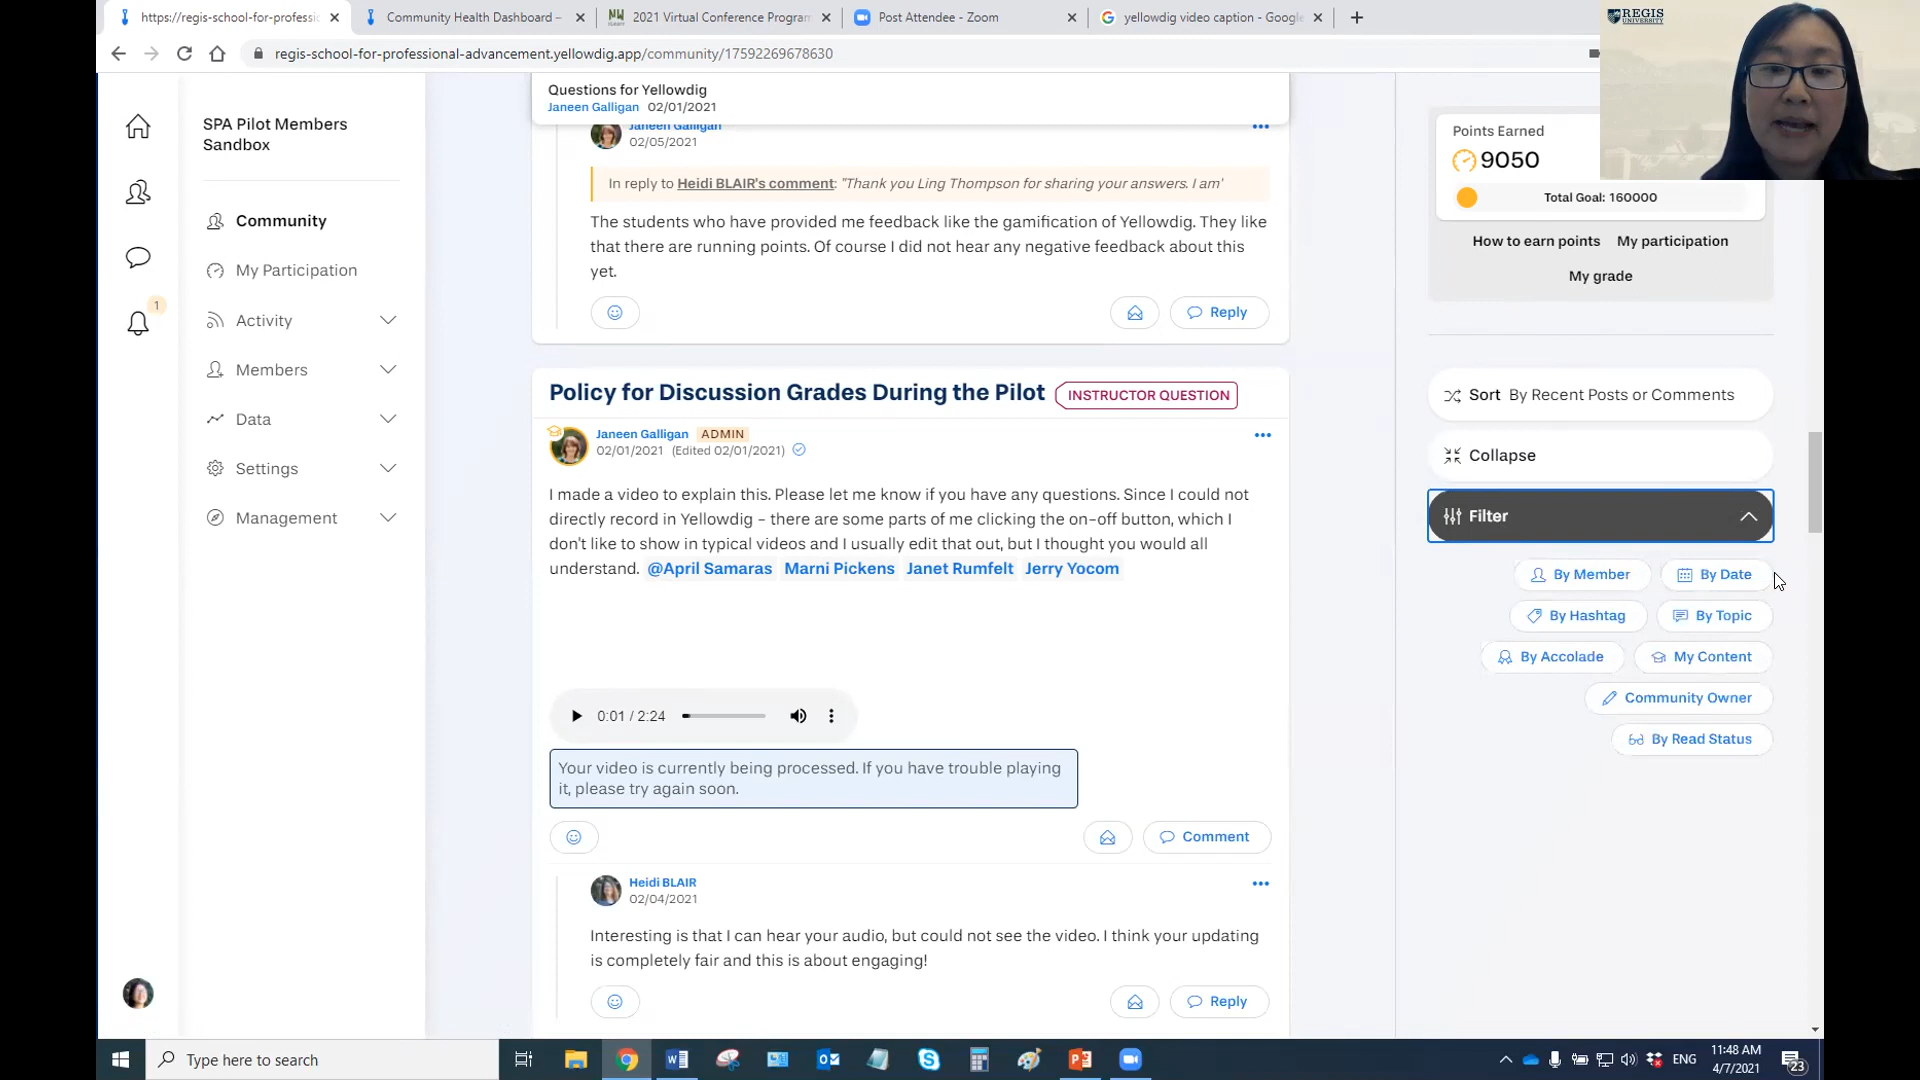 https://regis-school-for-professi
Community Health Dashboard –
2021 Virtual Conference Program
Post Attendee - Zoom
yellowdig video caption - Google
regis-school-for-professional-advancement.yellowdig.app/community/17592269678630
REGIS
UNIVERSITY
SPA Pilot Members
Sandbox
Community
My Participation
Activity
Members
Data
Settings
Management
1
Questions for Yellowdig
Janeen Galligan 02/01/2021
Janeen Galligan
02/05/2021
In reply to Heidi BLAIR's comment: "Thank you Ling Thompson for sharing your answers. I am'
The students who have provided me feedback like the gamification of Yellowdig. They like
that there are running points. Of course I did not hear any negative feedback about this
yet.
Reply
Policy for Discussion Grades During the Pilot INSTRUCTOR QUESTION
Janeen Galligan ADMIN
02/01/2021 (Edited 02/01/2021)
I made a video to explain this. Please let me know if you have any questions. Since I could not
directly record in Yellowdig – there are some parts of me clicking the on-off button, which I
don't like to show in typical videos and I usually edit that out, but I thought you would all
understand. @April Samaras Marni Pickens Janet Rumfelt Jerry Yocom
0:01 / 2:24
Your video is currently being processed. If you have trouble playing
it, please try again soon.
Comment
Heidi BLAIR
02/04/2021
Interesting is that I can hear your audio, but could not see the video. I think your updating
is completely fair and this is about engaging!
Reply
Points Earned
9050
Total Goal: 160000
How to earn points My participation
My grade
Sort By Recent Posts or Comments
Collapse
Filter
By Member By Date
By Hashtag By Topic
By Accolade My Content
Community Owner
By Read Status
Type here to search
ENG
11:48 AM
4/7/2021
23